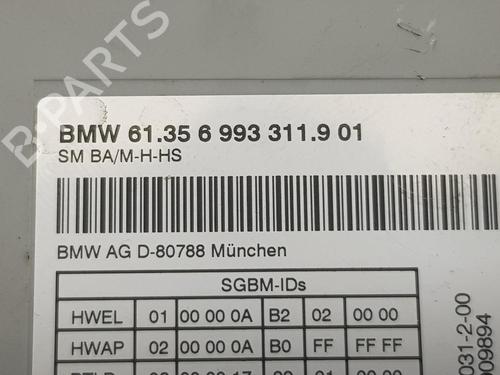 BMW 61.35 6 993 311.9 01
SM BA/M-H-HS
BMW AG D-80788 München
SGBM-IDs
HWEL 01 00 00 0A B2 02 00 00
HWAP 02 00 00 0A B0 FF FF FF
031-2-00
009894
B-PARTS